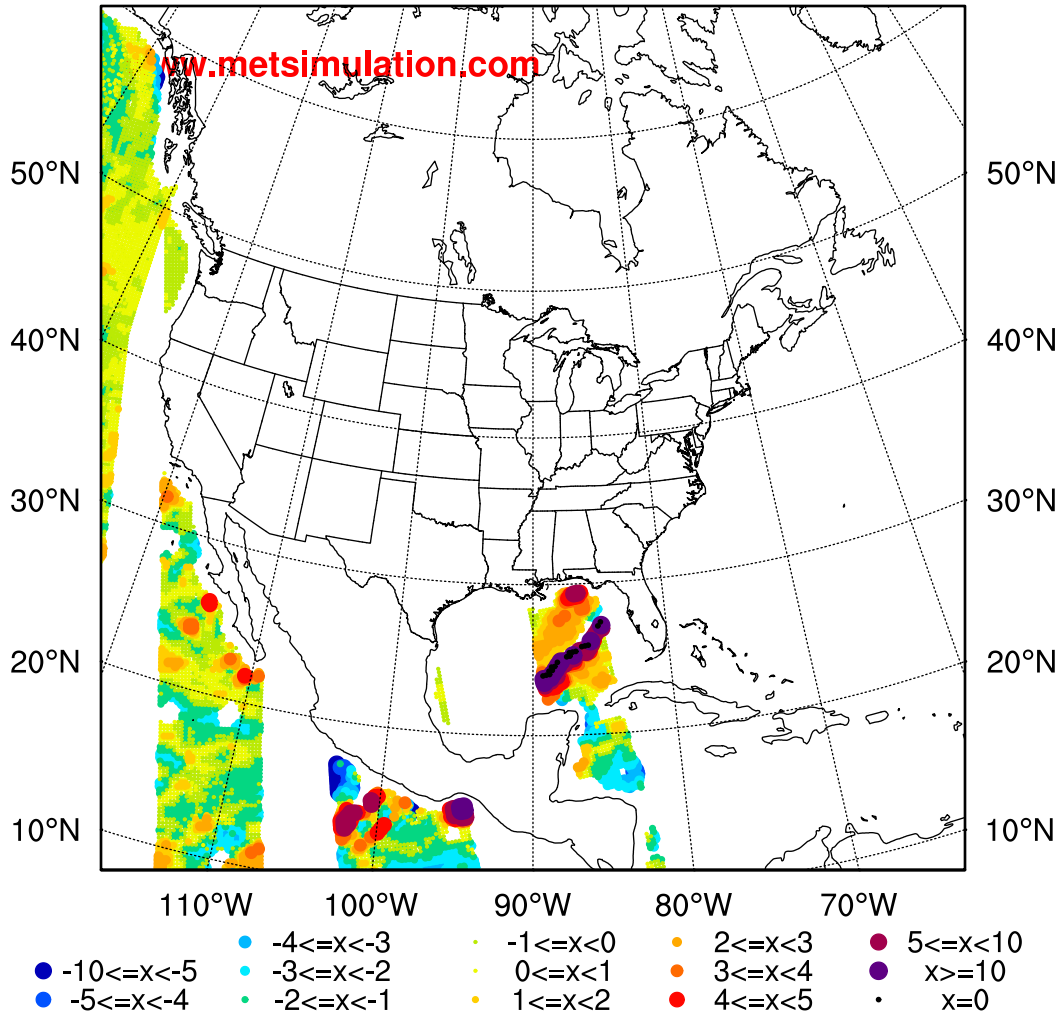 ww.metsimulation.com
50°N 50°N
40°N 40°N
30°N 30°N
20°N 20°N
10°N 10°N
110°W 100°W 90°W 80°W 70°W
-4<=x<-3 -1<=x<0 2<=x<3 5<=x<10
-10<=x<-5 -3<=x<-2 0<=x<1 3<=x<4 x>=10
-5<=x<-4 -2<=x<-1 1<=x<2 4<=x<5 x=0